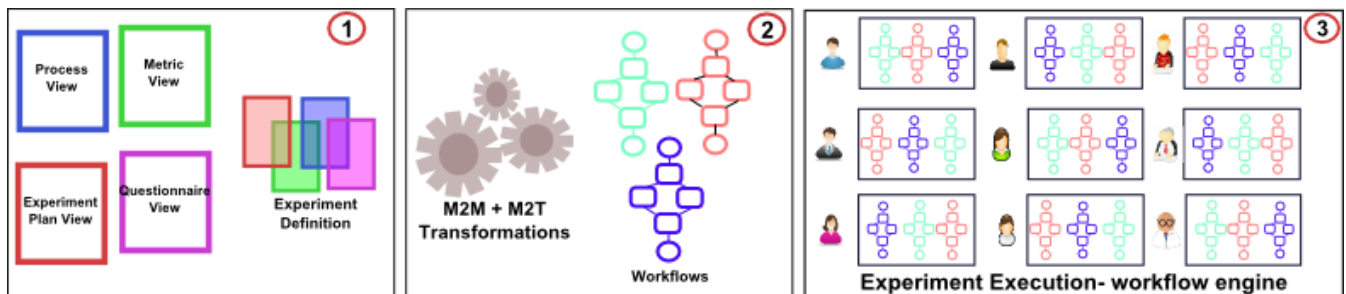 1
Process
View
Metric
View
Experiment
Plan View
Questionnaire
View
Experiment
Definition
2
M2M + M2T
Transformations
Workflows
3
Experiment Execution- workflow engine